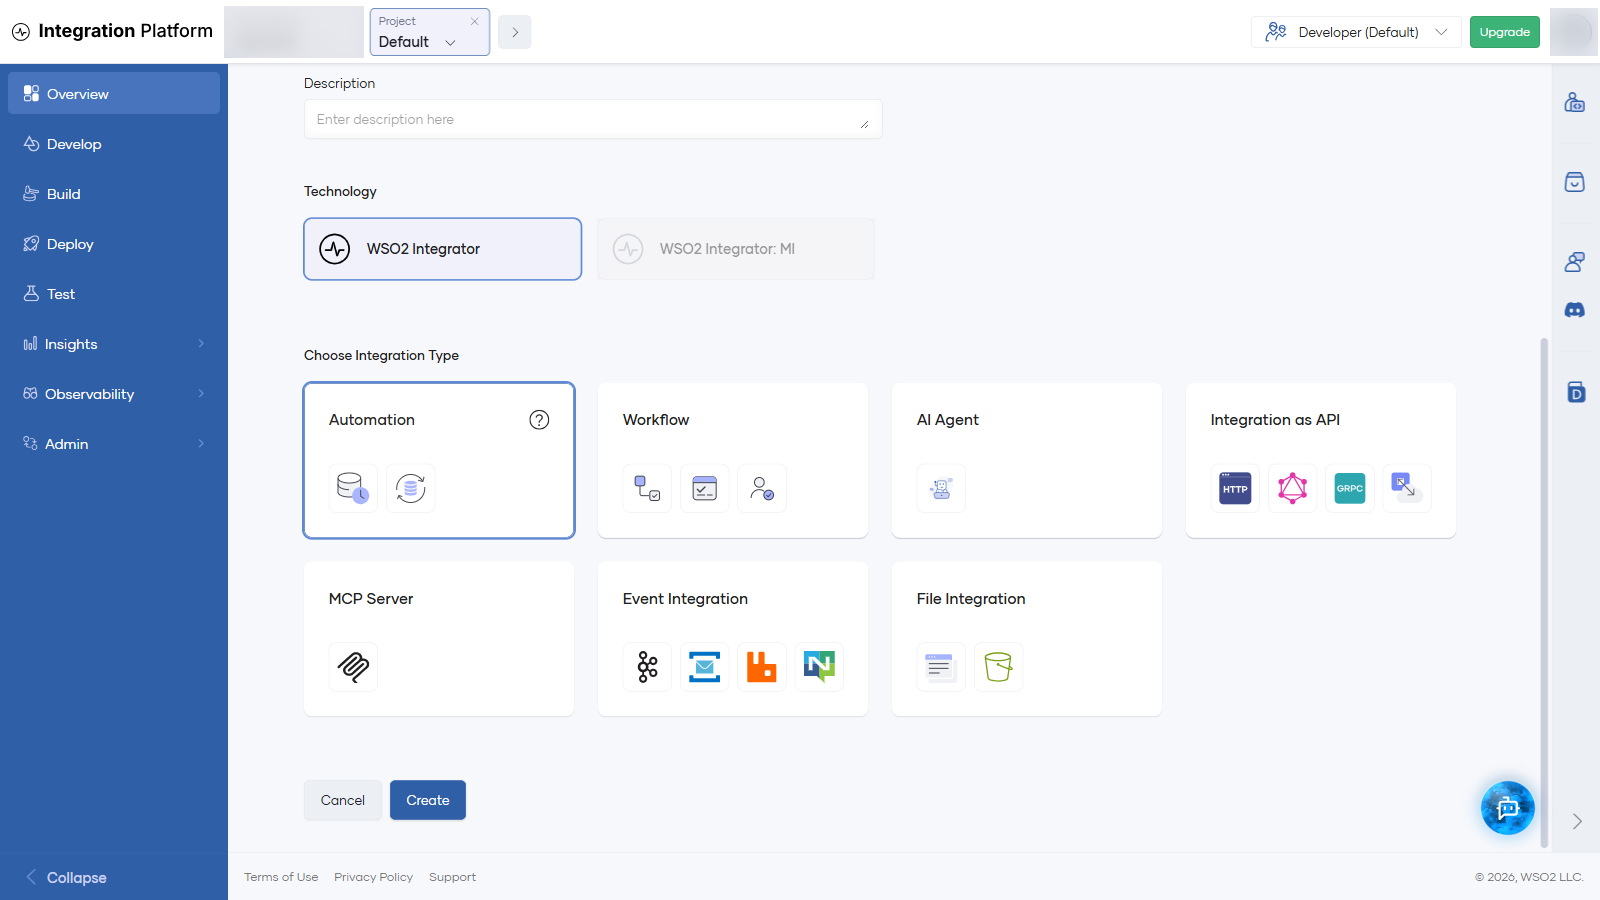 Integration Platform
Project
Default
Developer (Default)
Upgrade
Overview
Develop
Build
Deploy
Test
Insights
Observability
Admin
Collapse
Description
Enter description here
Technology
WSO2 Integrator
WSO2 Integrator: MI
Choose Integration Type
Automation
?
Workflow
AI Agent
Integration as API
HTTP
GRPC
MCP Server
Event Integration
N
File Integration
Cancel
Create
D
Terms of Use
Privacy Policy
Support
© 2026, WSO2 LLC.